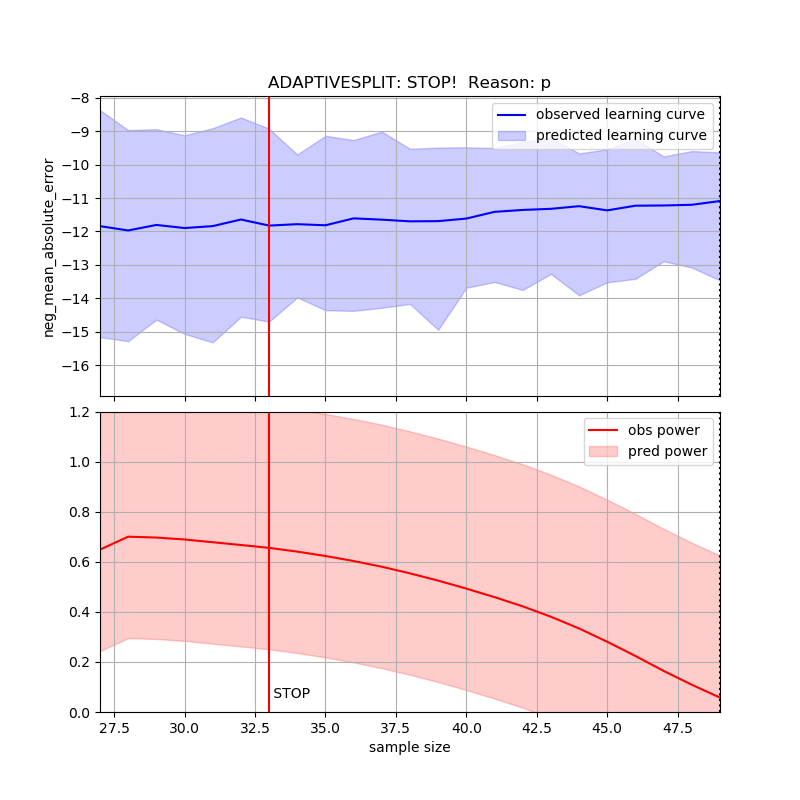 ADAPTIVESPLIT: STOP!  Reason: p
−8
−9
−10
−11
−12
−13
−14
−15
−16
neg_mean_absolute_error
observed learning curve
predicted learning curve
1.2
1.0
0.8
0.6
0.4
0.2
0.0
obs power
pred power
STOP
27.5 30.0 32.5 35.0 37.5 40.0 42.5 45.0 47.5
sample size